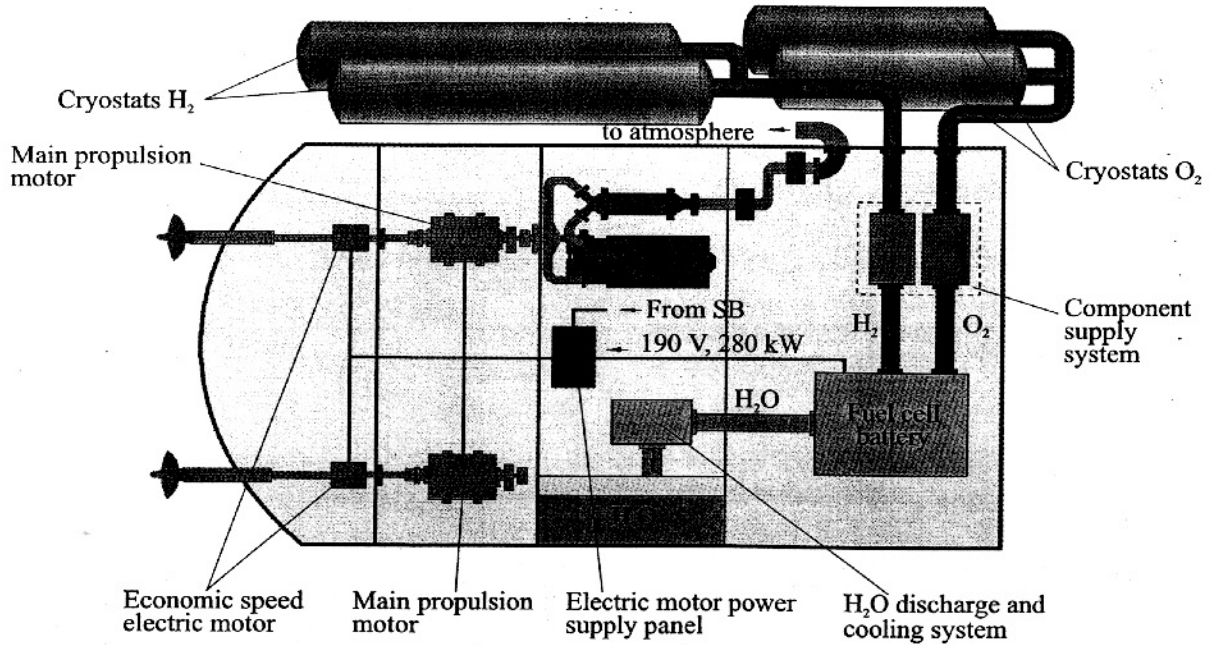 Cryostats H₂
to atmosphere
Main propulsion
motor
Cryostats O₂
From SB
190 V, 280 kW
H₂
O₂
Component
supply
system
H₂O
Fuel cell
battery
H₂O
Economic speed
electric motor
Main propulsion
motor
Electric motor power
supply panel
H₂O discharge and
cooling system